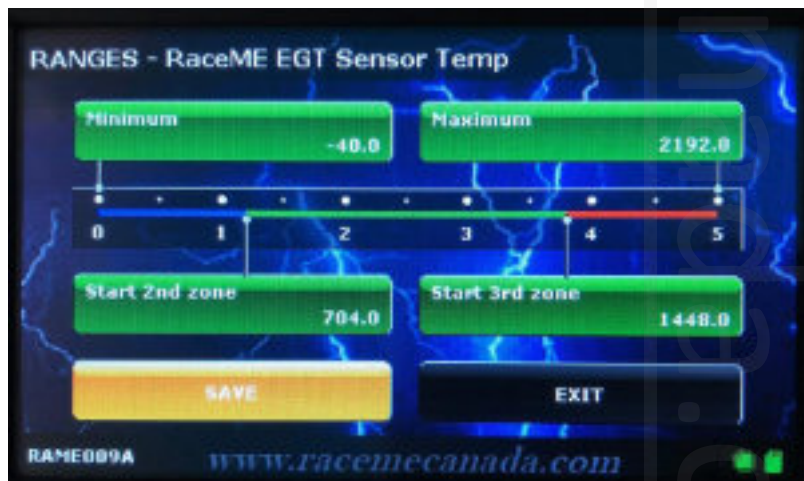 RANGES - RaceME EGT Sensor Temp
Minimum
-40.0
Maximum
2192.0
0 1 2 3 4 5
Start 2nd zone
704.0
Start 3rd zone
1448.0
SAVE
EXIT
RAME009A
www.racemecanada.com